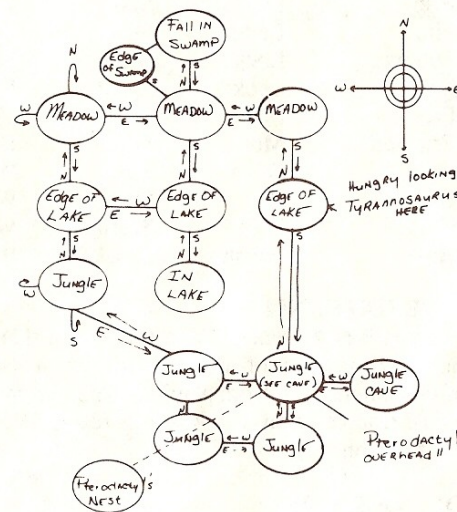 Fall in
Swamp
Edge
of Swamp
S
N
S
N
W
Meadow
← W
E →
Meadow
← W
E →
Meadow
N
W
E
S
N
S
N
S
N
S
Edge of
Lake
← W
E →
Edge of
Lake
Edge of
Lake
Hungry looking
Tyrannosaurus
Here
N
S
N
S
S
Jungle
W
S
In
Lake
← W
E →
N
Jungle
← W
E →
Jungle
(see cave)
← W
E →
Jungle
Cave
N
N
S
Jungle
← W
E →
Jungle
Pterodactyl
overhead !!
Pterodactyl's
Nest